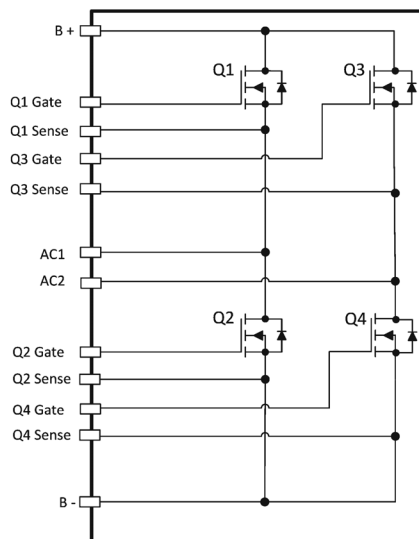 B +
Q1
Q3
Q1 Gate
Q1 Sense
Q3 Gate
Q3 Sense
AC1
AC2
Q2
Q4
Q2 Gate
Q2 Sense
Q4 Gate
Q4 Sense
B -